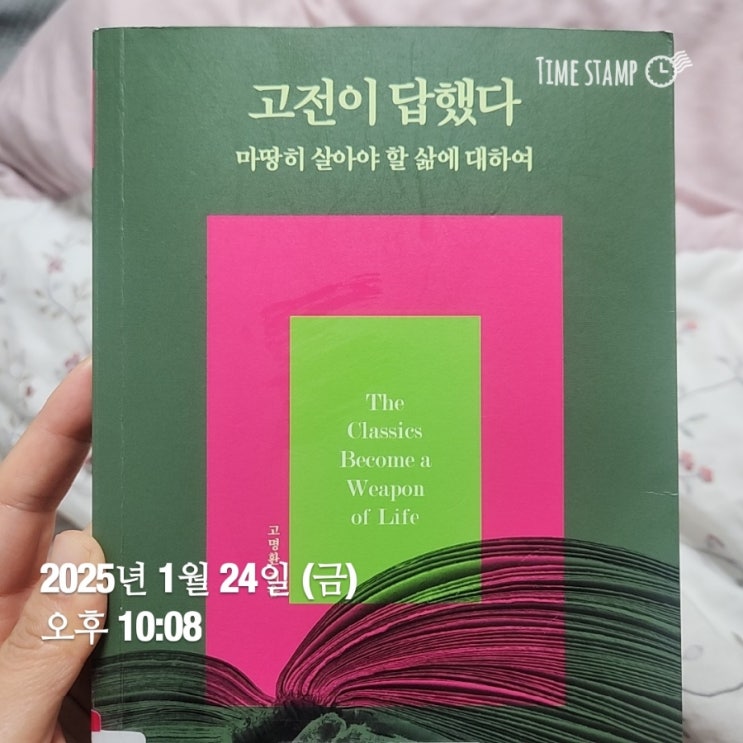 TIME STAMP
고전이 답했다
마땅히 살아야 할 삶에 대하여
The
Classics
Become a
Weapon
of Life
고명환
2025년 1월 24일 (금)
오후 10:08